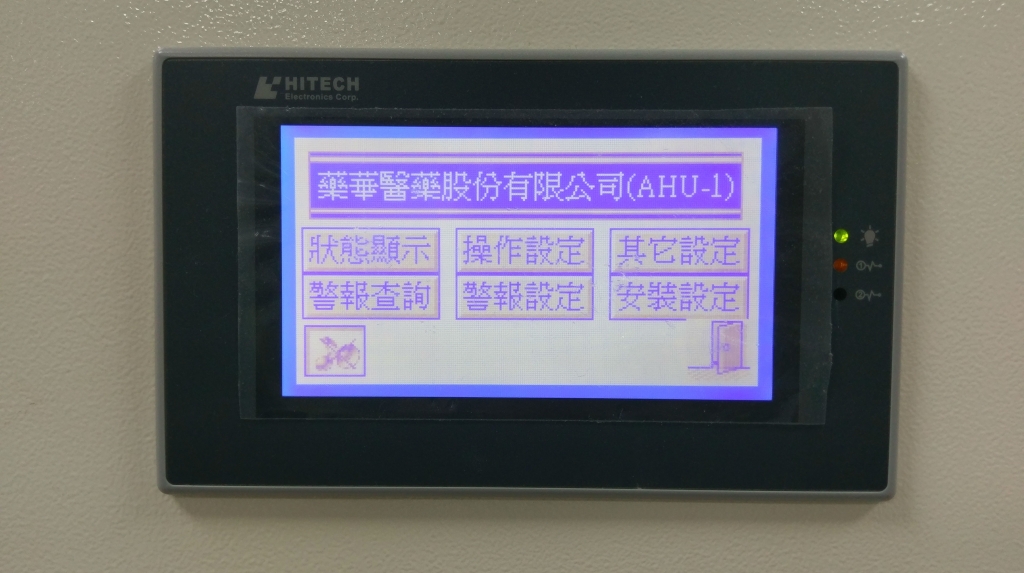 HITECH
Electronics Corp.
藥華醫藥股份有限公司(AHU-1)
狀態顯示 操作設定 其它設定
警報查詢 警報設定 安裝設定